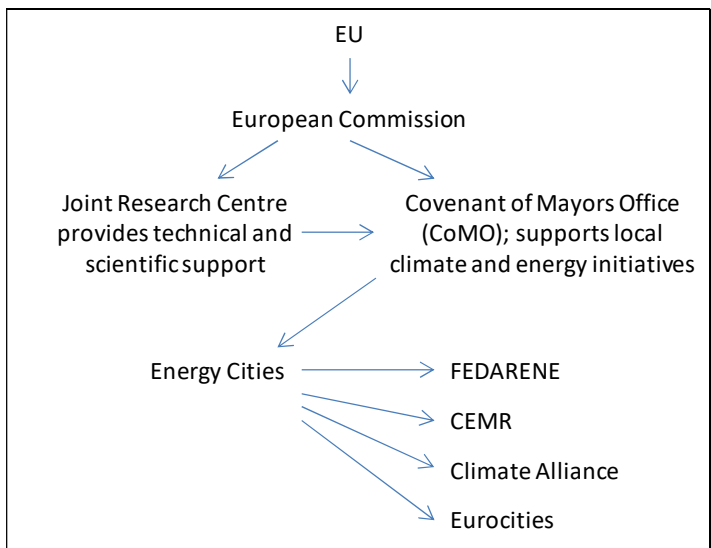 EU
European Commission
Joint Research Centre
provides technical and
scientific support
Covenant of Mayors Office
(CoMO); supports local
climate and energy initiatives
Energy Cities
FEDARENE
CEMR
Climate Alliance
Eurocities